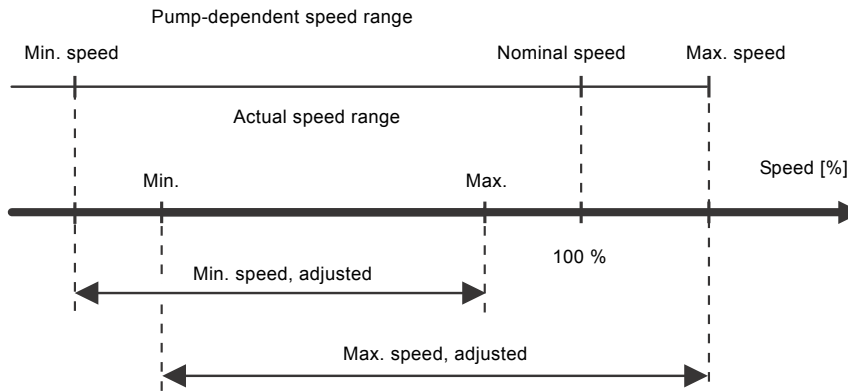 Pump-dependent speed range
Min. speed
Nominal speed
Max. speed
Actual speed range
Speed [%]
Min.
Max.
100 %
Min. speed, adjusted
Max. speed, adjusted